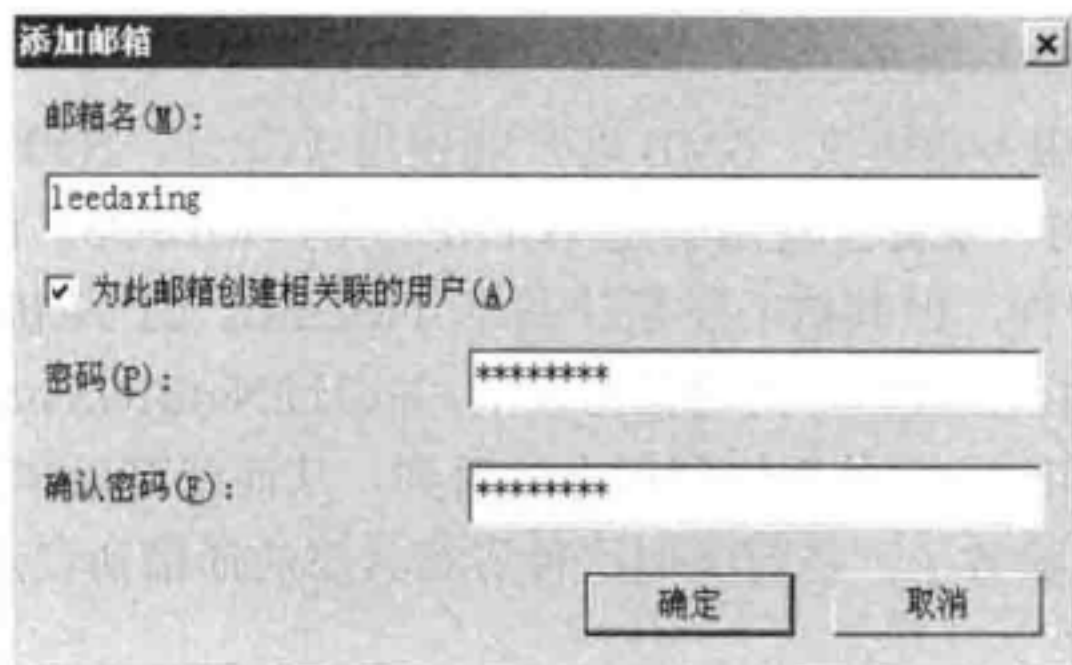 添加邮箱
邮箱名(M):
leedaxing
为此邮箱创建相关联的用户(A)
密码(P):
********
确认密码(F):
********
确定
取消